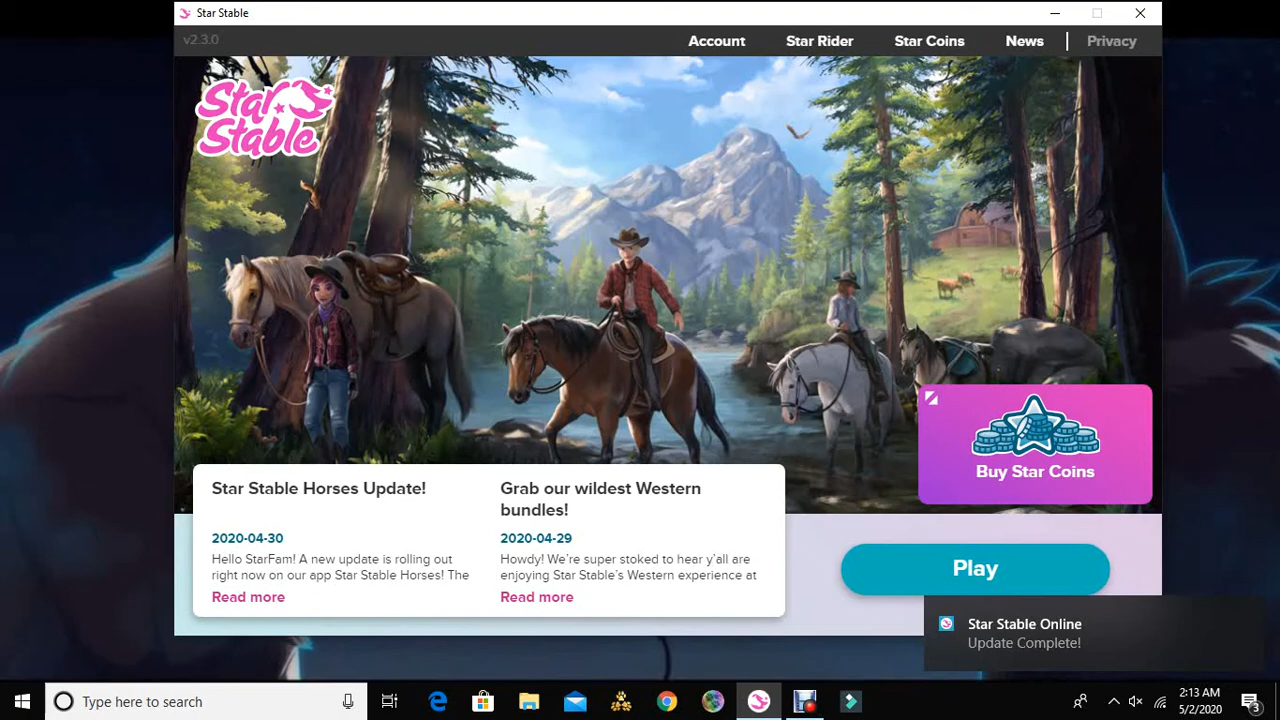 Star Stable
v2.3.0
Account Star Rider Star Coins News Privacy
Star
Stable
Buy Star Coins
Star Stable Horses Update!
2020-04-30
Hello StarFam! A new update is rolling out
right now on our app Star Stable Horses! The
Read more
Grab our wildest Western
bundles!
2020-04-29
Howdy! We're super stoked to hear y'all are
enjoying Star Stable's Western experience at
Read more
Play
Star Stable Online
Update Complete!
Type here to search
2:13 AM
5/2/2020
3